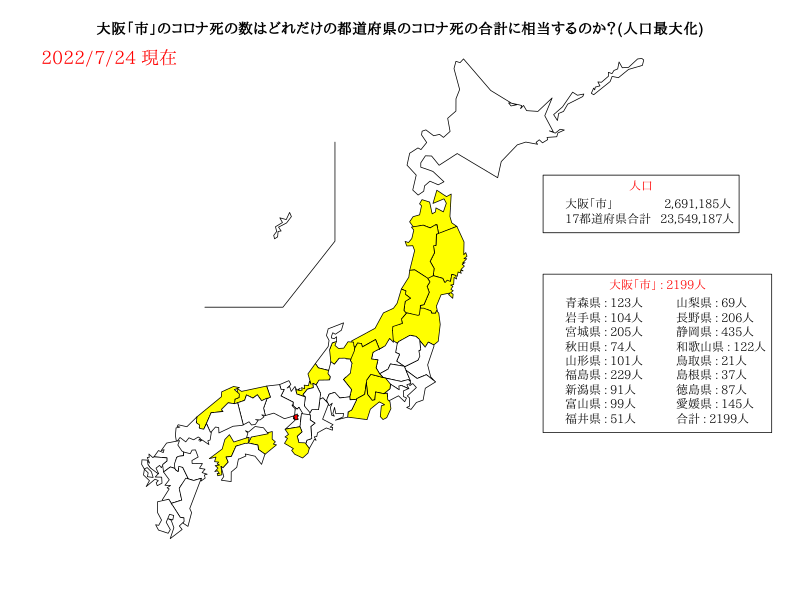 大阪「市」のコロナ死の数はどれだけの都道府県のコロナ死の合計に相当するのか？(人口最大化)
2022/7/24 現在
人口
大阪「市」 2,691,185人
17都道府県合計 23,549,187人
大阪「市」 : 2199人
青森県 : 123人 山梨県 : 69人
岩手県 : 104人 長野県 : 206人
宮城県 : 205人 静岡県 : 435人
秋田県 : 74人 和歌山県 : 122人
山形県 : 101人 鳥取県 : 21人
福島県 : 229人 島根県 : 37人
新潟県 : 91人 徳島県 : 87人
富山県 : 99人 愛媛県 : 145人
福井県 : 51人 合計 : 2199人